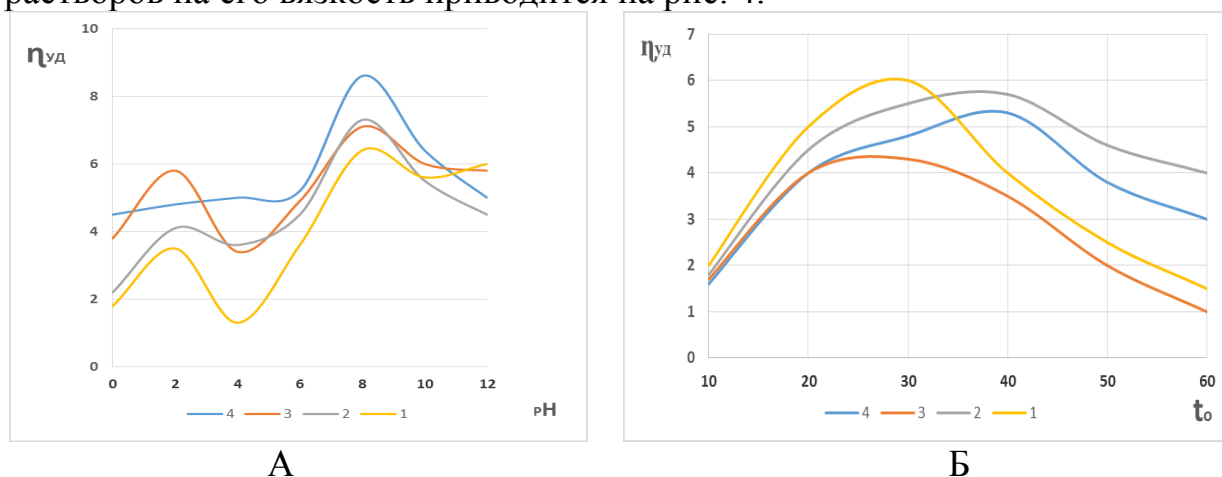 растворов на его вязкость приводится на рис. 4.
ηуд
10
8
6
4
2
0
0 2 4 6 8 10 12
pH
4 3 2 1
А
ηуд
7
6
5
4
3
2
1
0
10 20 30 40 50 60
4 3 2 1
to
Б